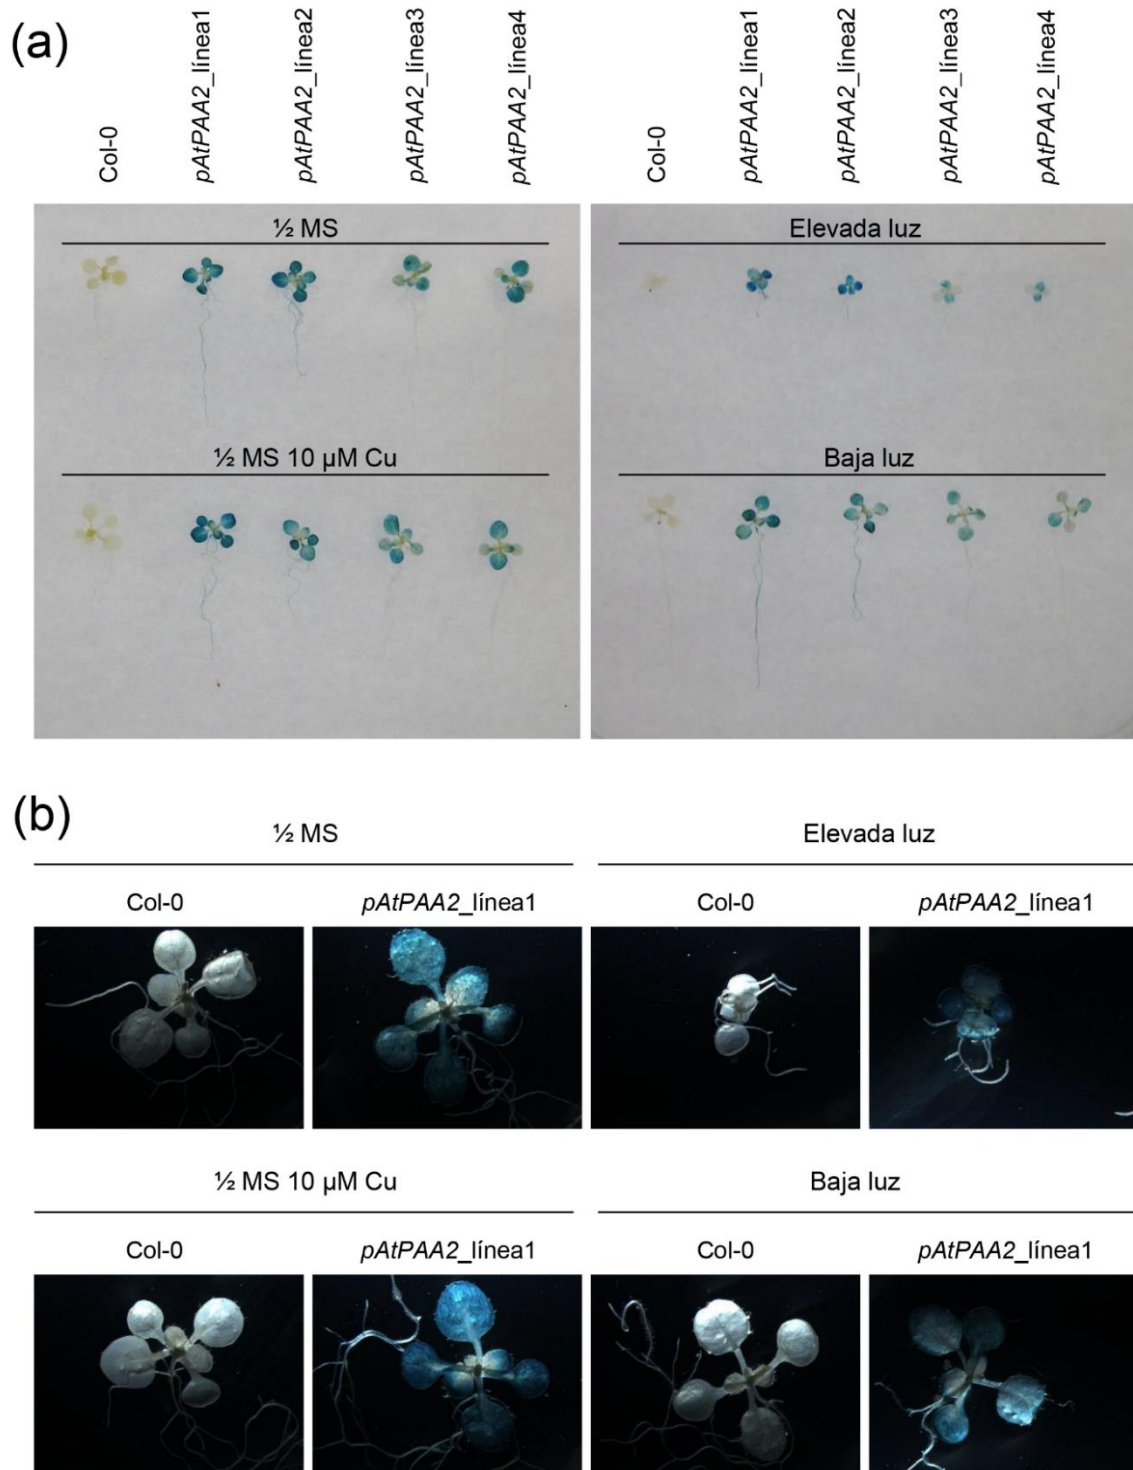 (a)
Col-0
pAtPAA2_línea1
pAtPAA2_línea2
pAtPAA2_línea3
pAtPAA2_línea4
Col-0
pAtPAA2_línea1
pAtPAA2_línea2
pAtPAA2_línea3
pAtPAA2_línea4
½ MS
Elevada luz
½ MS 10 µM Cu
Baja luz
(b)
½ MS
Elevada luz
Col-0
pAtPAA2_línea1
Col-0
pAtPAA2_línea1
½ MS 10 µM Cu
Baja luz
Col-0
pAtPAA2_línea1
Col-0
pAtPAA2_línea1